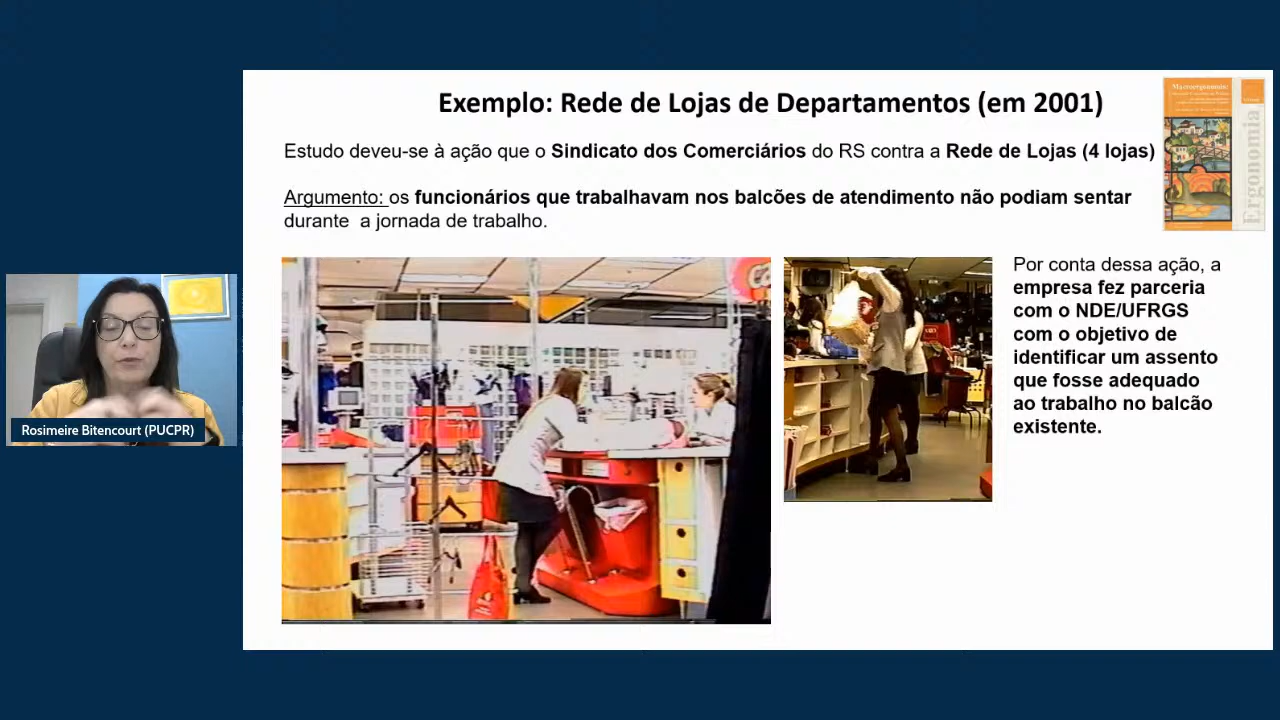 Exemplo: Rede de Lojas de Departamentos (em 2001)
Estudo deveu-se à ação que o Sindicato dos Comerciários do RS contra a Rede de Lojas (4 lojas)
Argumento: os funcionários que trabalhavam nos balcões de atendimento não podiam sentar
durante a jornada de trabalho.
Macroergonomia:
Ergonomia
Por conta dessa ação, a
empresa fez parceria
com o NDE/UFRGS
com o objetivo de
identificar um assento
que fosse adequado
ao trabalho no balcão
existente.
Rosimeire Bitencourt (PUCPR)